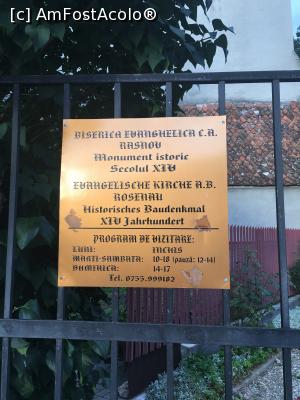 [c] AmFostAcolo®
BISERICA EVANGHELICA C.A.
RASNOV
Monument istoric
Secolul XIV
EVANGELISCHE KIRCHE A.B.
ROSENAU
Historisches Baudenkmal
XIV Jahrhundert
PROGRAM DE VIZITARE:
LUNI: INCHIS
MARTI-SAMBATA: 10-18 (pauză: 12-14)
DUMINICA: 14-17
Tel. 0755.999182